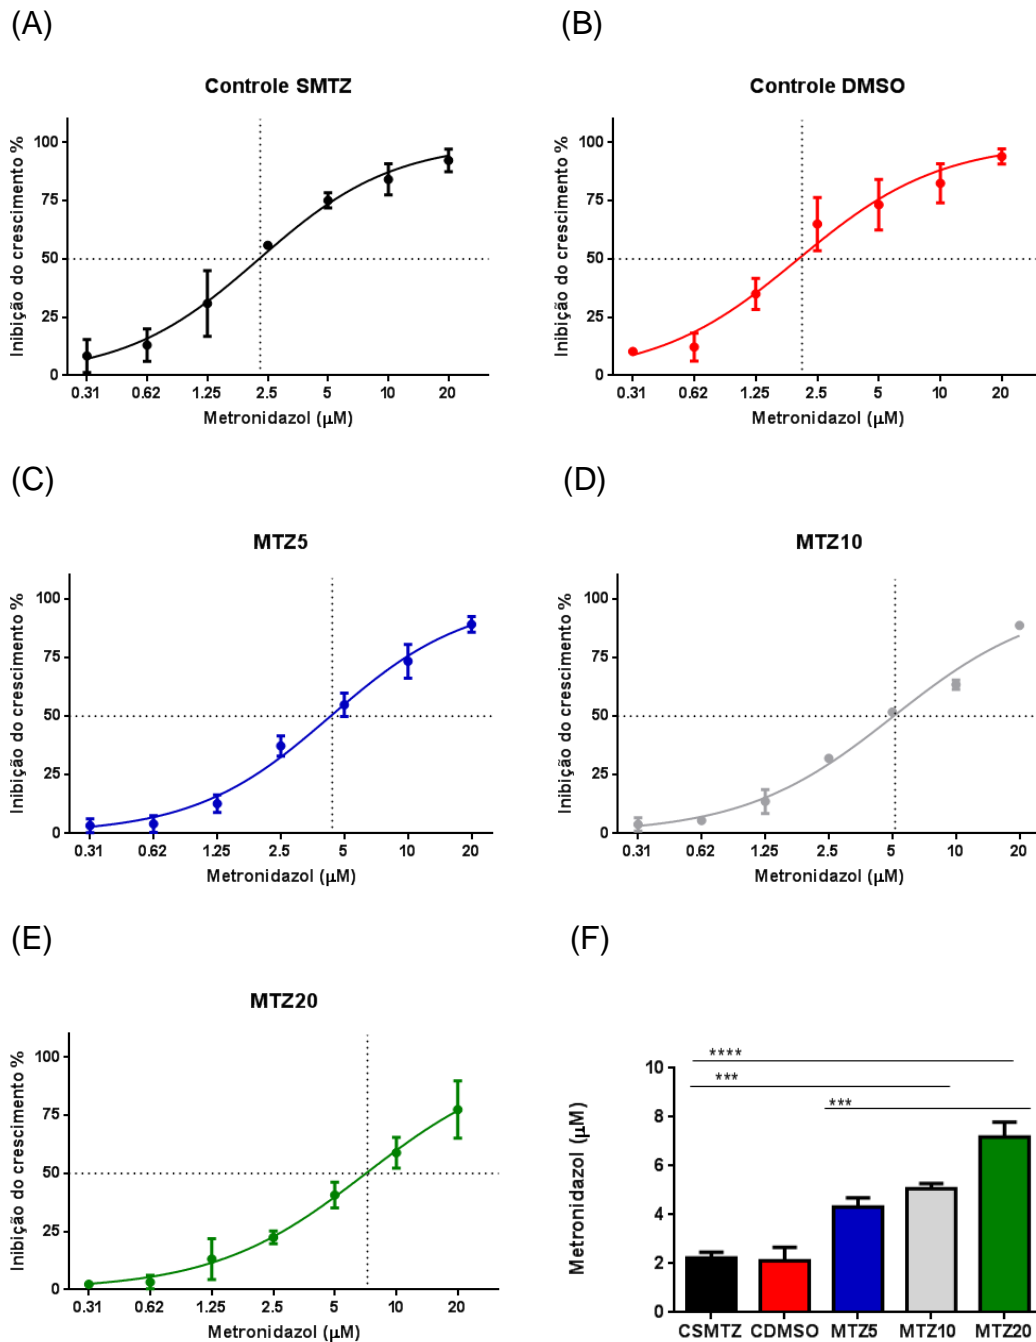 (A)
Controle SMTZ
Inibição do crescimento %
100
75
50
25
0
0.31 0.62 1.25 2.5 5 10 20
Metronidazol (µM)
(B)
Controle DMSO
Inibição do crescimento %
100
75
50
25
0
0.31 0.62 1.25 2.5 5 10 20
Metronidazol (µM)
(C)
MTZ5
Inibição do crescimento %
100
75
50
25
0
0.31 0.62 1.25 2.5 5 10 20
Metronidazol (µM)
(D)
MTZ10
Inibição do crescimento %
100
75
50
25
0
0.31 0.62 1.25 2.5 5 10 20
Metronidazol (µM)
(E)
MTZ20
Inibição do crescimento %
100
75
50
25
0
0.31 0.62 1.25 2.5 5 10 20
Metronidazol (µM)
(F)
Metronidazol (µM)
10
8
6
4
2
0
****
***
***
CSMTZ CDMSO MTZ5 MTZ10 MTZ20